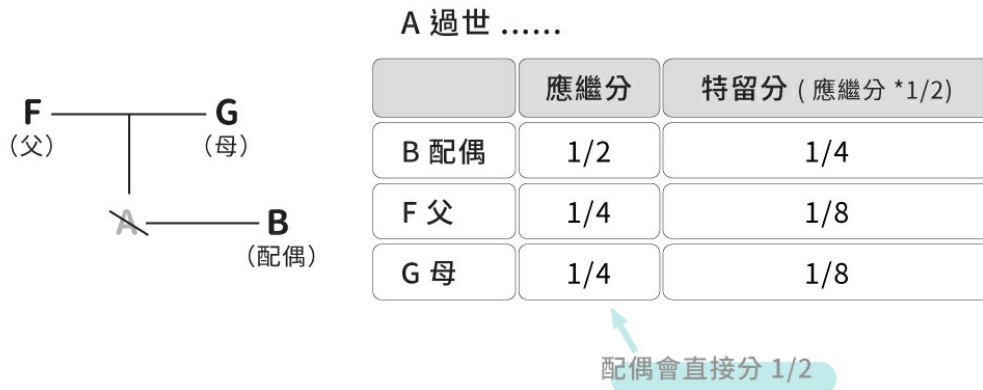 A 過世 ......
應繼分 特留分 ( 應繼分 *1/2)
B 配偶 1/2 1/4
F 父 1/4 1/8
G 母 1/4 1/8
配偶會直接分 1/2
F G
(父) (母)
A B
(配偶)